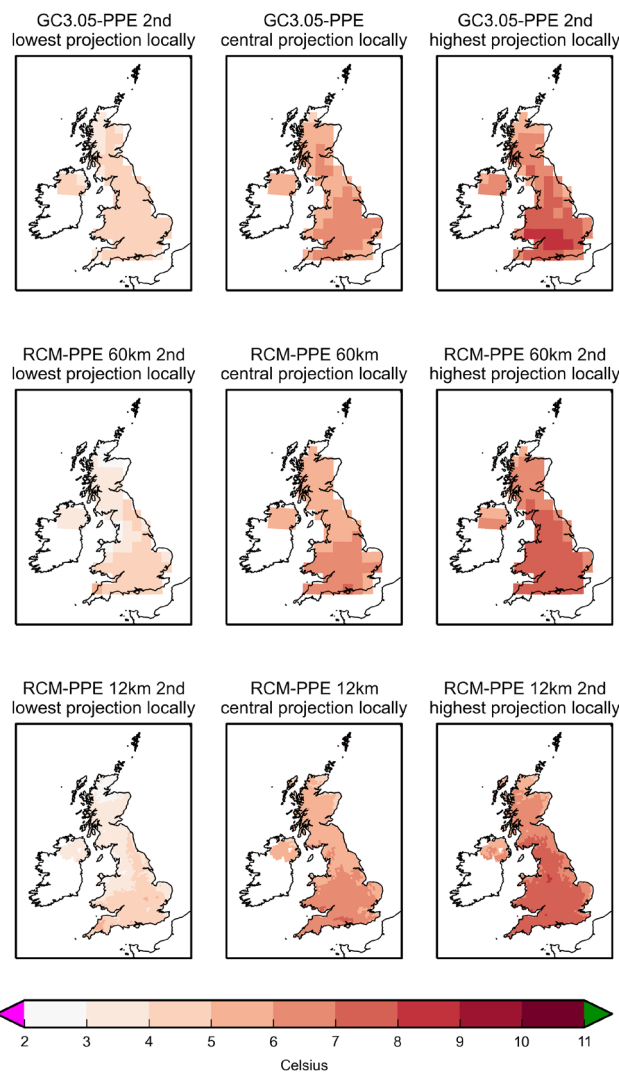 GC3.05-PPE 2nd
lowest projection locally
GC3.05-PPE
central projection locally
GC3.05-PPE 2nd
highest projection locally
RCM-PPE 60km 2nd
lowest projection locally
RCM-PPE 60km
central projection locally
RCM-PPE 60km 2nd
highest projection locally
RCM-PPE 12km 2nd
lowest projection locally
RCM-PPE 12km
central projection locally
RCM-PPE 12km 2nd
highest projection locally
2 3 4 5 6 7 8 9 10 11
Celsius